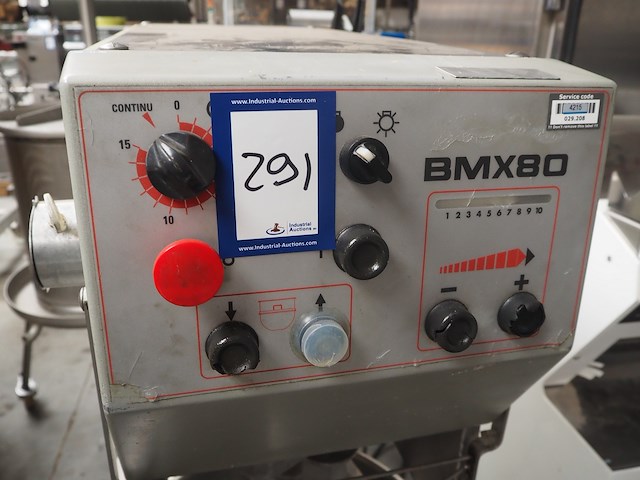 CONTINU
0
15
10
www.Industrial-Auctions.com
291
Industrial
Auctions
www.Industrial-Auctions.com
Service code
4215
029.208
BMX80
1 2 3 4 5 6 7 8 9 10
- +